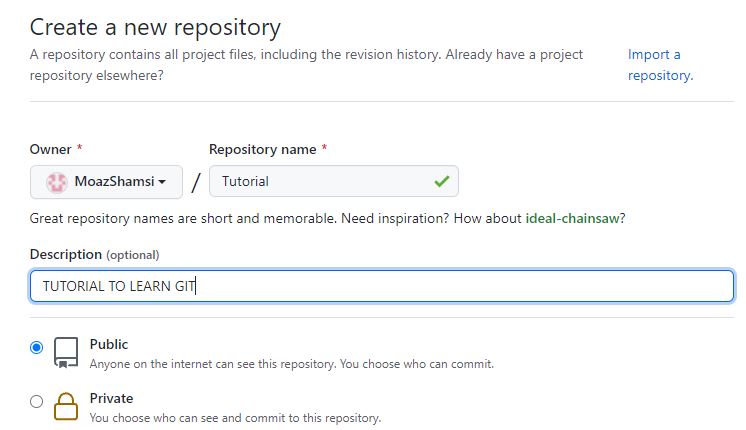 Create a new repository
A repository contains all project files, including the revision history. Already have a project
repository elsewhere?
Import a
repository.
Owner *
Repository name *
MoazShamsi
/
Tutorial
Great repository names are short and memorable. Need inspiration? How about ideal-chainsaw?
Description (optional)
TUTORIAL TO LEARN GIT
Public
Anyone on the internet can see this repository. You choose who can commit.
Private
You choose who can see and commit to this repository.